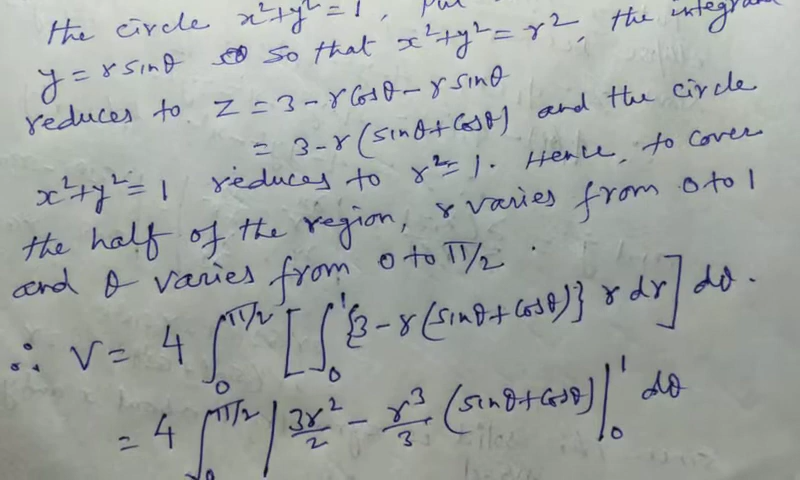 the circle x²+y²=1, Put
y = r sinθ so that x²+y² = r², the integrand
reduces to z = 3 - r cosθ - r sinθ
= 3 - r (sinθ + cosθ) and the circle
x²+y² = 1 reduces to r² = 1. Hence, to cover
the half of the region, r varies from 0 to 1
and θ varies from 0 to π/2.
∴ V = 4 ∫₀^π/2 [∫₀¹ {3 - r (sinθ + cosθ)} r dr] dθ.
= 4 ∫₀^π/2 | 3r²/2 - r³/3 (sinθ + cosθ) |₀¹ dθ